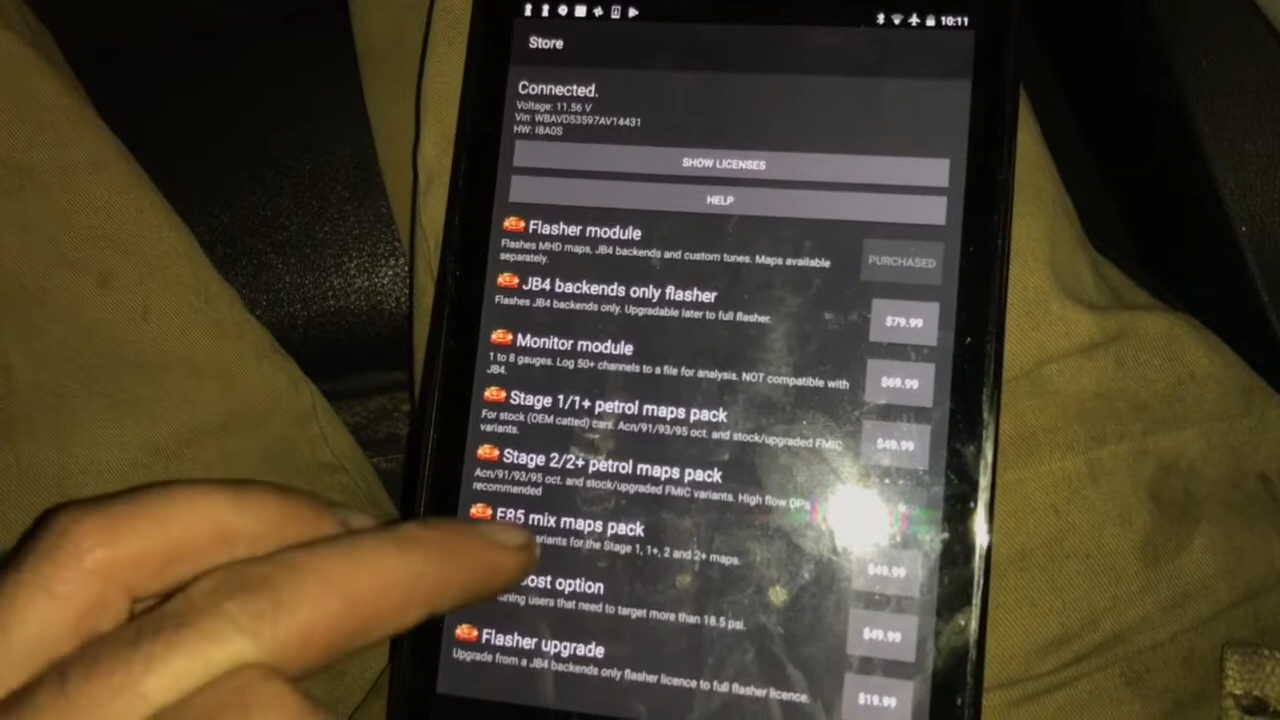 10:11
Store
Connected.
Voltage: 11.56 V
Vin: WBAVD53597AV14431
HW: I8A0S
SHOW LICENSES
HELP
Flasher module
Flashes MHD maps, JB4 backends and custom tunes. Maps available
separately.
PURCHASED
JB4 backends only flasher
Flashes JB4 backends only. Upgradable later to full flasher.
$79.99
Monitor module
1 to 8 gauges. Log 50+ channels to a file for analysis. NOT compatible with
JB4.
$69.99
Stage 1/1+ petrol maps pack
For stock (OEM catted) cars. Acn/91/93/95 oct. and stock/upgraded FMIC
variants.
$49.99
Stage 2/2+ petrol maps pack
Acn/91/93/95 oct. and stock/upgraded FMIC variants. High flow DPs
recommended
E85 mix maps pack
for the Stage 1, 1+, 2 and 2+ maps.
$49.99
option
users that need to target more than 18.5 psi.
$49.99
Flasher upgrade
Upgrade from a JB4 backends only flasher licence to full flasher licence.
$19.99